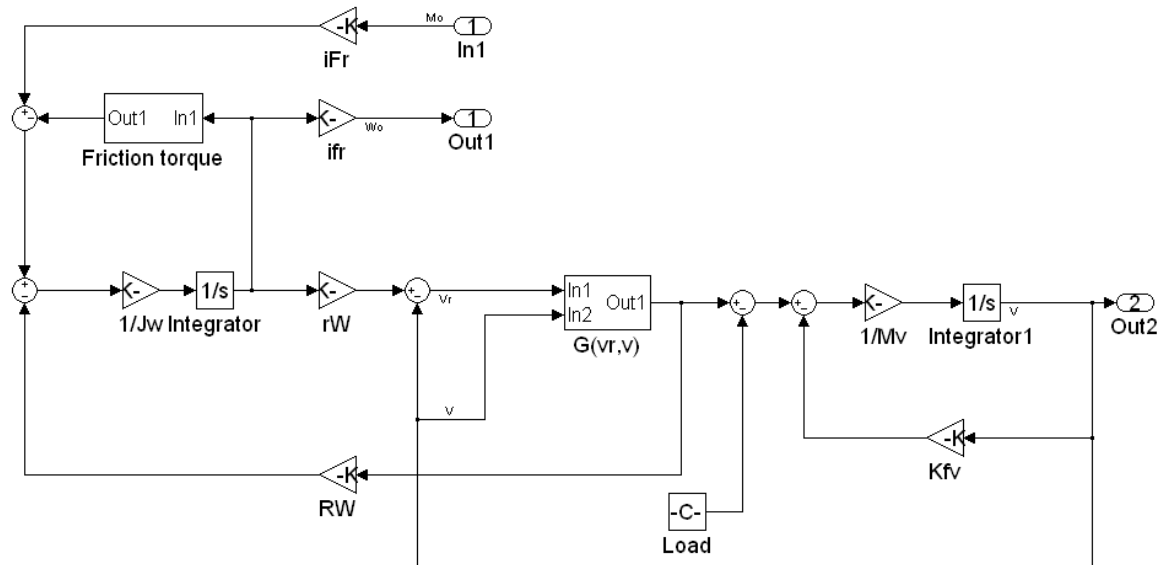 Mo
-K
1
iFr
In1
Out1 In1
K-
Wo
1
Friction torque
ifr
Out1
K-
1/s
K-
Vr
In1
In2
Out1
K-
1/s
V
2
1/Jw Integrator
rW
G(vr,v)
1/Mv
Integrator1
Out2
V
-K
Kfv
-K
RW
-C-
Load